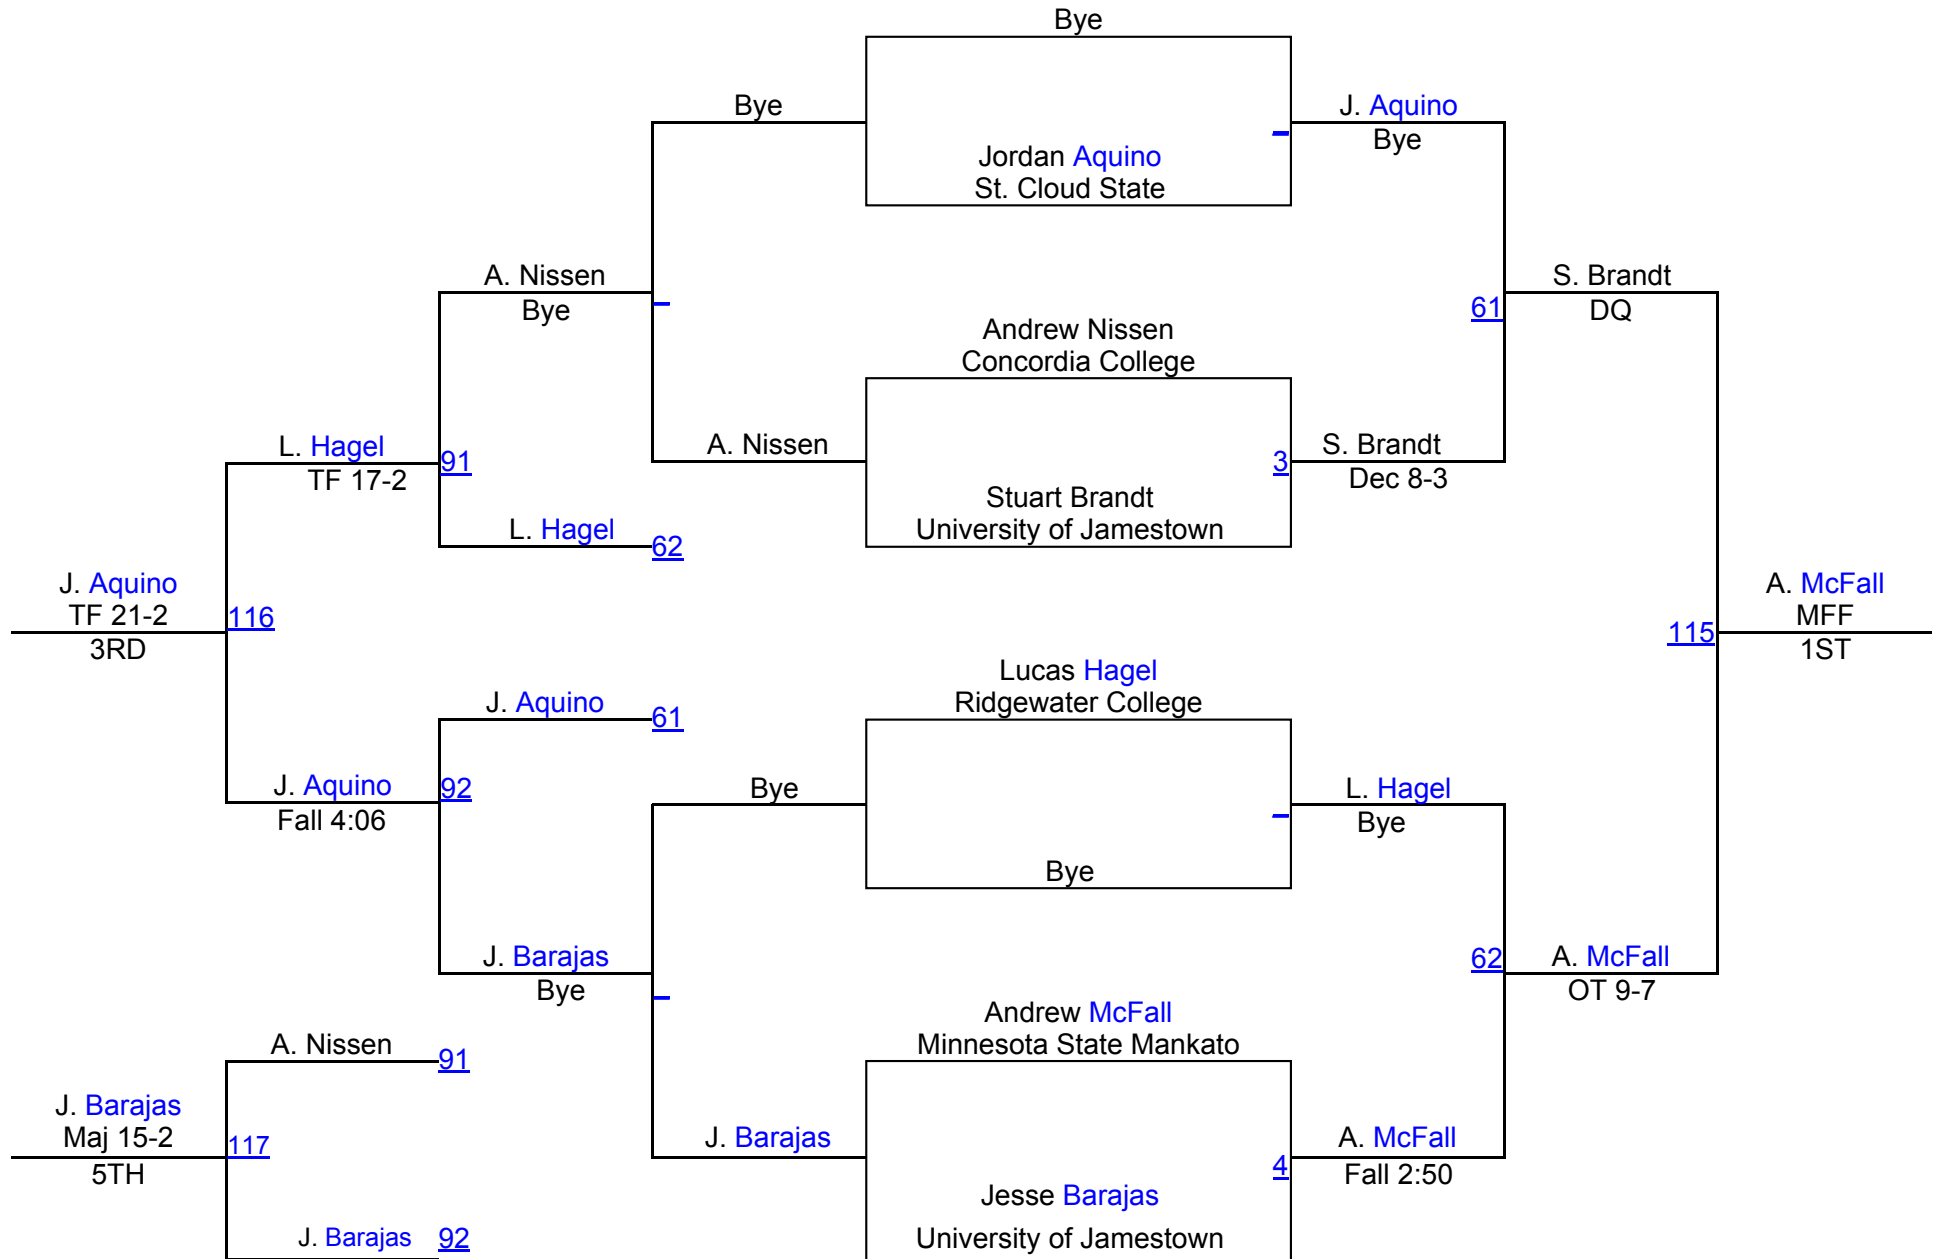 Bye
Bye
J. Aquino
Bye
Jordan Aquino
St. Cloud State
A. Nissen
Bye
S. Brandt
DQ
61
Andrew Nissen
Concordia College
L. Hagel
TF 17-2
91
A. Nissen
3
S. Brandt
Dec 8-3
Stuart Brandt
University of Jamestown
L. Hagel
62
J. Aquino
TF 21-2
3RD
116
A. McFall
MFF
1ST
115
Lucas Hagel
Ridgewater College
J. Aquino
61
J. Aquino
Fall 4:06
92
Bye
L. Hagel
Bye
Bye
J. Barajas
Bye
62
A. McFall
OT 9-7
Andrew McFall
Minnesota State Mankato
A. Nissen
91
J. Barajas
Maj 15-2
5TH
117
J. Barajas
4
A. McFall
Fall 2:50
Jesse Barajas
University of Jamestown
J. Barajas
92